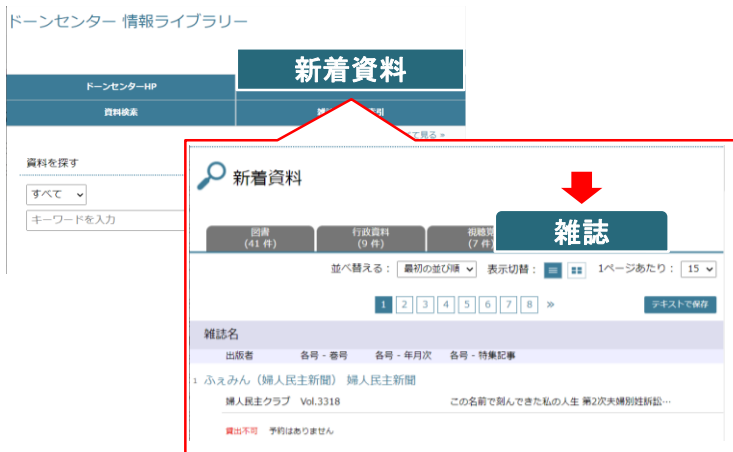 ドーンセンター 情報ライブラリー
新着資料
ドーンセンターHP
資料検索
て見る »
資料を探す
すべて
キーワードを入力
新着資料
雑誌
図書
(41 件)
行政資料
(9 件)
視聴覚
(7 件)
並べ替える： 最初の並び順 表示切替： 1ページあたり： 15
1 2 3 4 5 6 7 8 » テキストで保存
雑誌名
出版者 各号 - 巻号 各号 - 年月次 各号 - 特集記事
1 ふぇみん（婦人民主新聞） 婦人民主新聞
婦人民主クラブ Vol.3318 この名前で刻んできた私の人生 第2次夫婦別姓訴訟…
貸出不可 予約はありません